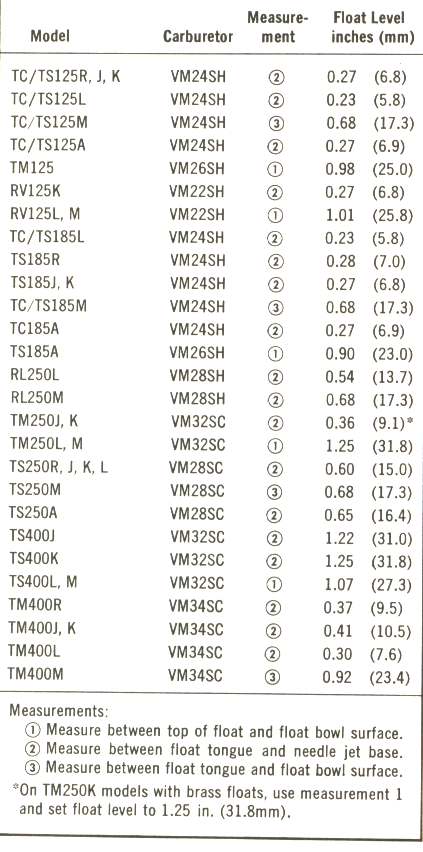 Measure- Float Level
Model Carburetor ment inches (mm)
TC/TS125R, J, K VM24SH ② 0.27 (6.8)
TC/TS125L VM24SH ② 0.23 (5.8)
TC/TS125M VM24SH ③ 0.68 (17.3)
TC/TS125A VM24SH ② 0.27 (6.9)
TM125 VM26SH ① 0.98 (25.0)
RV125K VM22SH ② 0.27 (6.8)
RV125L, M VM22SH ① 1.01 (25.8)
TC/TS185L VM24SH ② 0.23 (5.8)
TS185R VM24SH ② 0.28 (7.0)
TS185J, K VM24SH ② 0.27 (6.8)
TC/TS185M VM24SH ③ 0.68 (17.3)
TC185A VM24SH ② 0.27 (6.9)
TS185A VM26SH ① 0.90 (23.0)
RL250L VM28SH ② 0.54 (13.7)
RL250M VM28SH ② 0.68 (17.3)
TM250J, K VM32SC ② 0.36 (9.1)*
TM250L, M VM32SC ① 1.25 (31.8)
TS250R, J, K, L VM28SC ② 0.60 (15.0)
TS250M VM28SC ③ 0.68 (17.3)
TS250A VM28SC ② 0.65 (16.4)
TS400J VM32SC ② 1.22 (31.0)
TS400K VM32SC ② 1.25 (31.8)
TS400L, M VM32SC ① 1.07 (27.3)
TM400R VM34SC ② 0.37 (9.5)
TM400J, K VM34SC ② 0.41 (10.5)
TM400L VM34SC ② 0.30 (7.6)
TM400M VM34SC ③ 0.92 (23.4)
Measurements:
① Measure between top of float and float bowl surface.
② Measure between float tongue and needle jet base.
③ Measure between float tongue and float bowl surface.
*On TM250K models with brass floats, use measurement 1
and set float level to 1.25 in. (31.8mm).